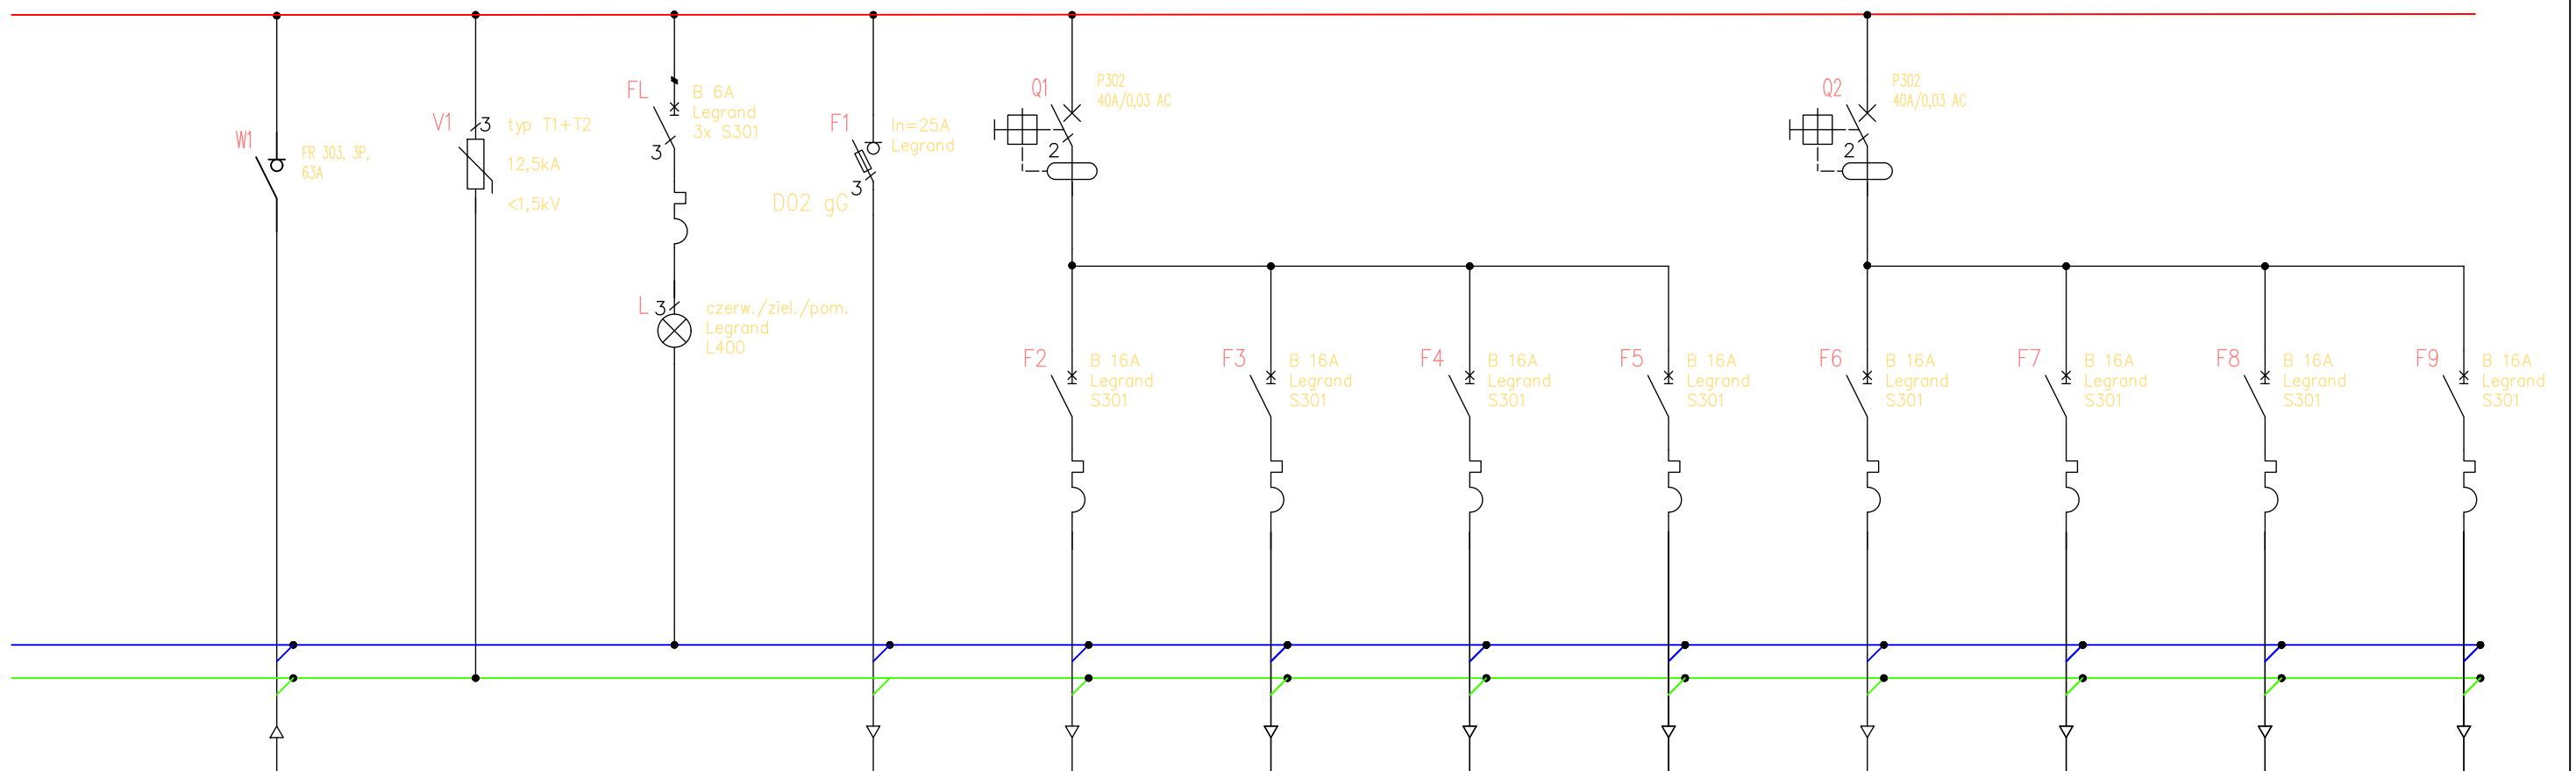 W1
FR 303, 3P,
63A
V1
3
typ T1+T2
12,5kA
<1,5kV
FL
B 6A
Legrand
3x S301
3
L
3
czerw./ziel./pom.
Legrand
L400
F1
In=25A
Legrand
3
D02 gG
Q1
P302
40A/0,03 AC
2
Q2
P302
40A/0,03 AC
2
F2
B 16A
Legrand
S301
F3
B 16A
Legrand
S301
F4
B 16A
Legrand
S301
F5
B 16A
Legrand
S301
F6
B 16A
Legrand
S301
F7
B 16A
Legrand
S301
F8
B 16A
Legrand
S301
F9
B 16A
Legrand
S301